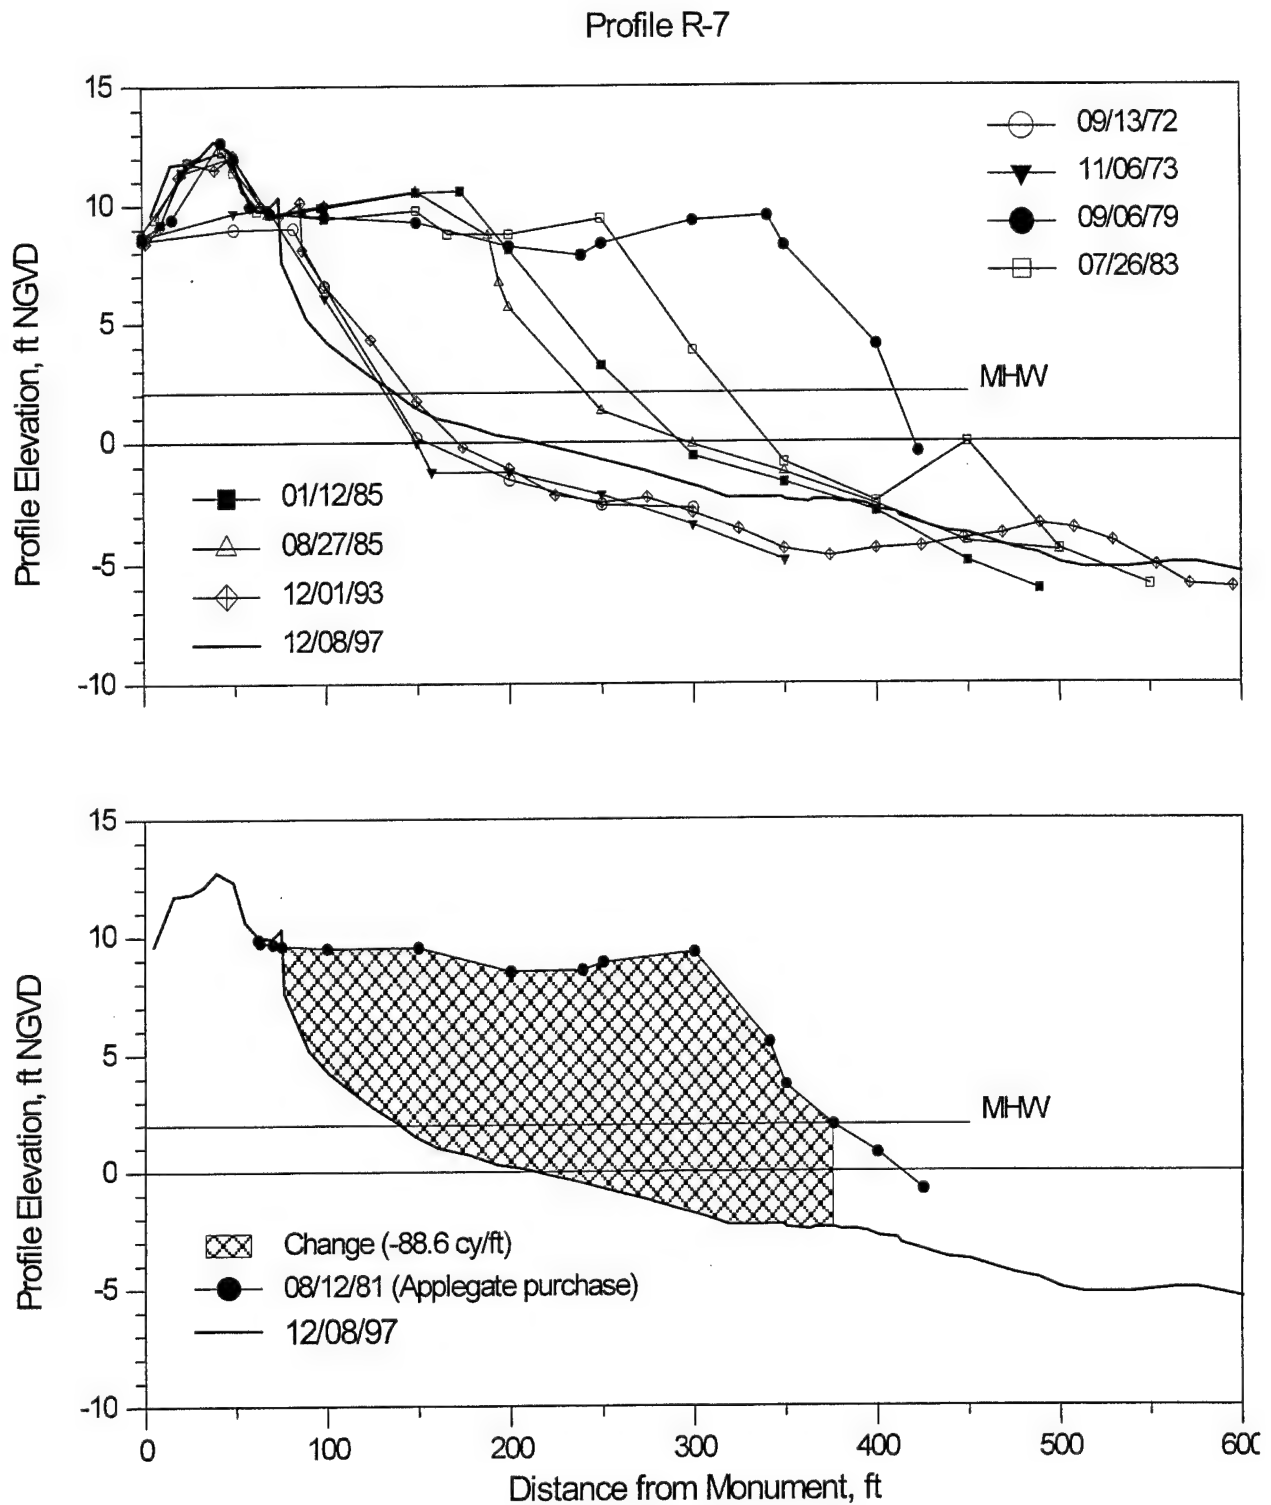 Profile R-7
15
10
5
0
-5
-10
Profile Elevation, ft NGVD
09/13/72
11/06/73
09/06/79
07/26/83
MHW
01/12/85
08/27/85
12/01/93
12/08/97
15
10
5
0
-5
-10
Profile Elevation, ft NGVD
MHW
Change (-88.6 cy/ft)
08/12/81 (Applegate purchase)
12/08/97
0 100 200 300 400 500 600
Distance from Monument, ft